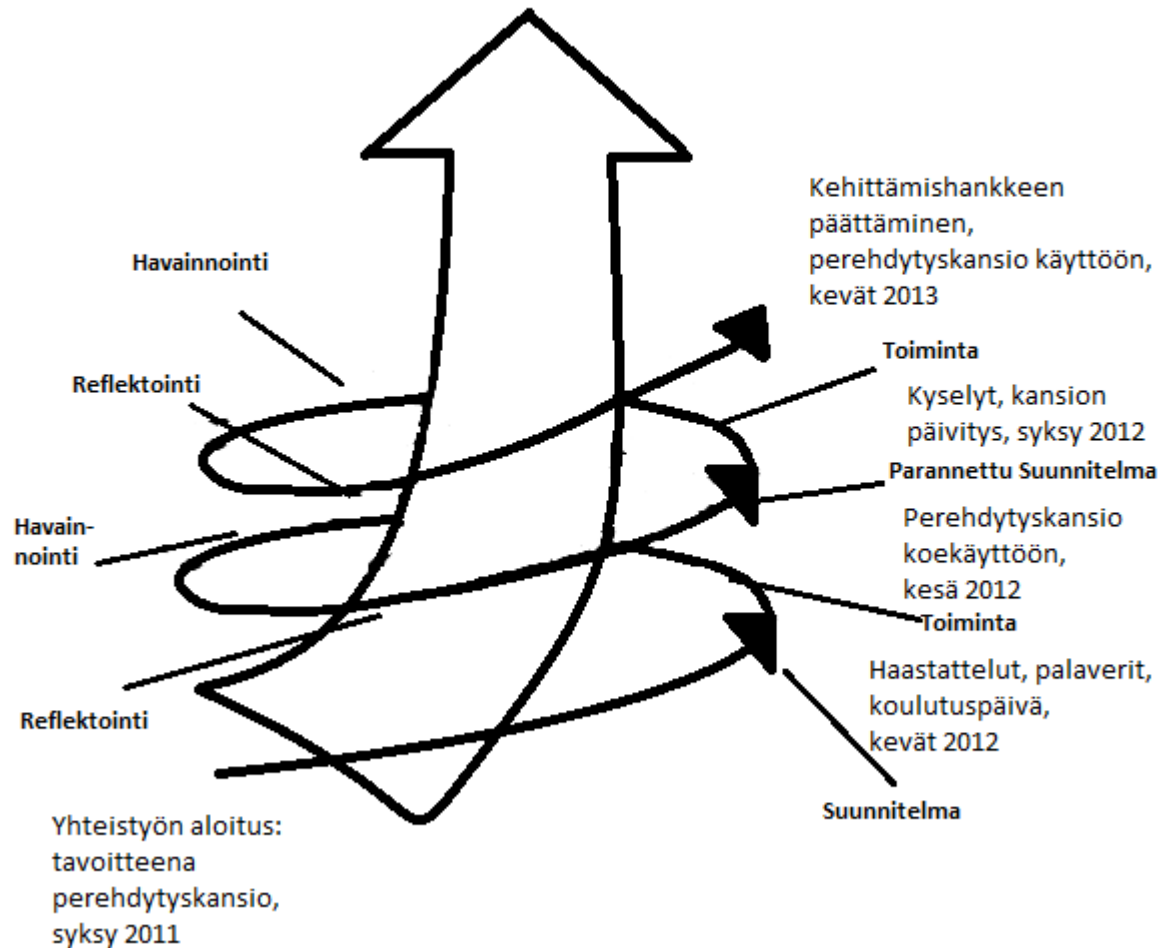 Kehittämishankkeen
päättäminen,
perehdytyskansio käyttöön,
kevät 2013
Havainnointi
Toiminta
Reflektointi
Kyselyt, kansion
päivitys, syksy 2012
Parannettu Suunnitelma
Havain-
nointi
Perehdytyskansio
koekäyttöön,
kesä 2012
Toiminta
Haastattelut, palaverit,
koulutuspäivä,
kevät 2012
Reflektointi
Suunnitelma
Yhteistyön aloitus:
tavoitteena
perehdytyskansio,
syksy 2011